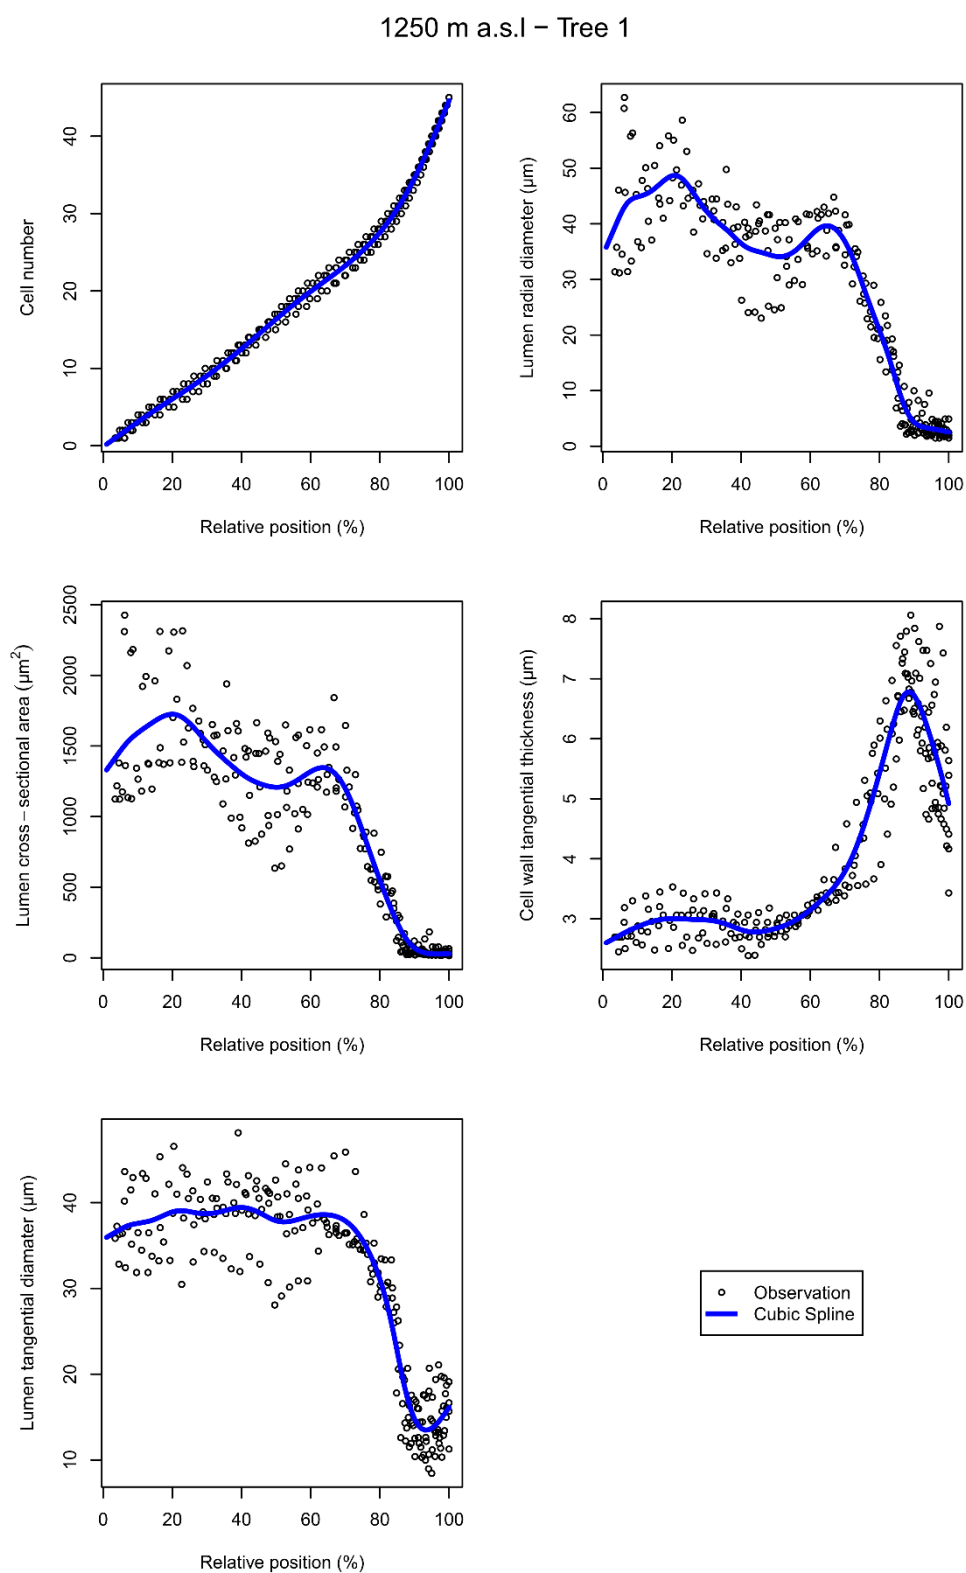 1250 m a.s.l − Tree 1
Cell number
0 10 20 30 40
0 20 40 60 80 100
Relative position (%)
Lumen radial diameter (µm)
0 10 20 30 40 50 60
0 20 40 60 80 100
Relative position (%)
Lumen cross−sectional area (µm²)
0 500 1000 1500 2000 2500
0 20 40 60 80 100
Relative position (%)
Cell wall tangential thickness (µm)
3 4 5 6 7 8
0 20 40 60 80 100
Relative position (%)
Lumen tangential diamater (µm)
10 20 30 40
0 20 40 60 80 100
Relative position (%)
Observation
Cubic Spline